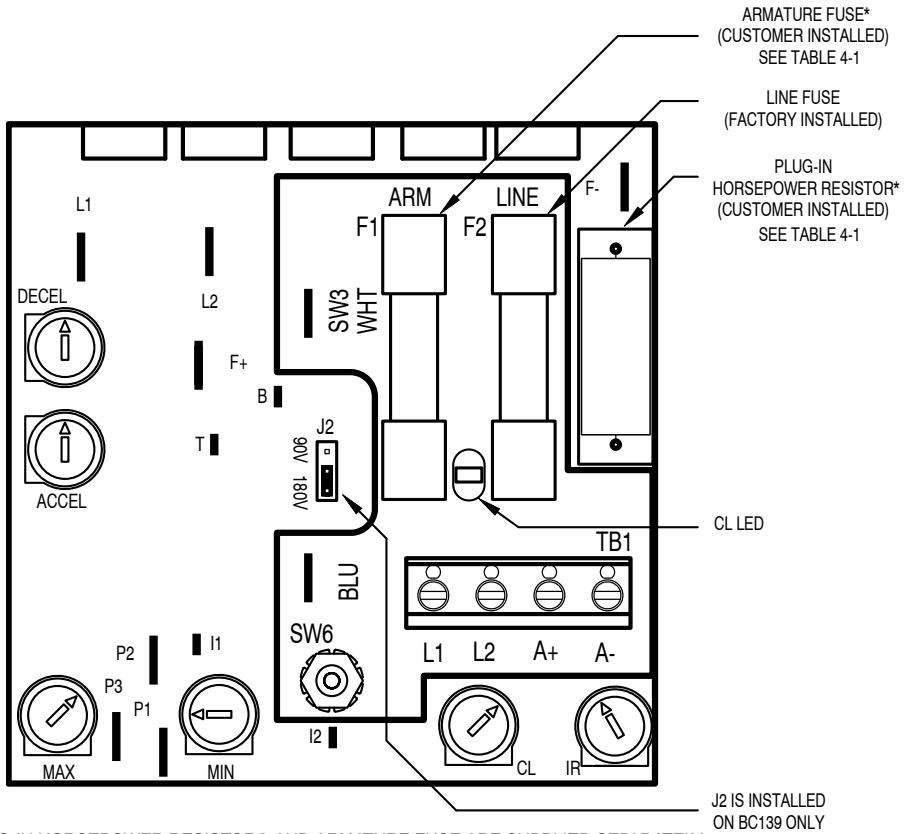 ARMATURE FUSE*
(CUSTOMER INSTALLED)
SEE TABLE 4-1
LINE FUSE
(FACTORY INSTALLED)
PLUG-IN
HORSEPOWER RESISTOR*
(CUSTOMER INSTALLED)
SEE TABLE 4-1
ARM
LINE
F-
F1
F2
L1
L2
DECEL
SW3
WHT
F+
B
J2
T
90V 180V
ACCEL
CL LED
TB1
BLU
SW6
L1 L2 A+ A-
I1
P2
P3
P1
I2
MAX
MIN
CL
IR
J2 IS INSTALLED
ON BC139 ONLY